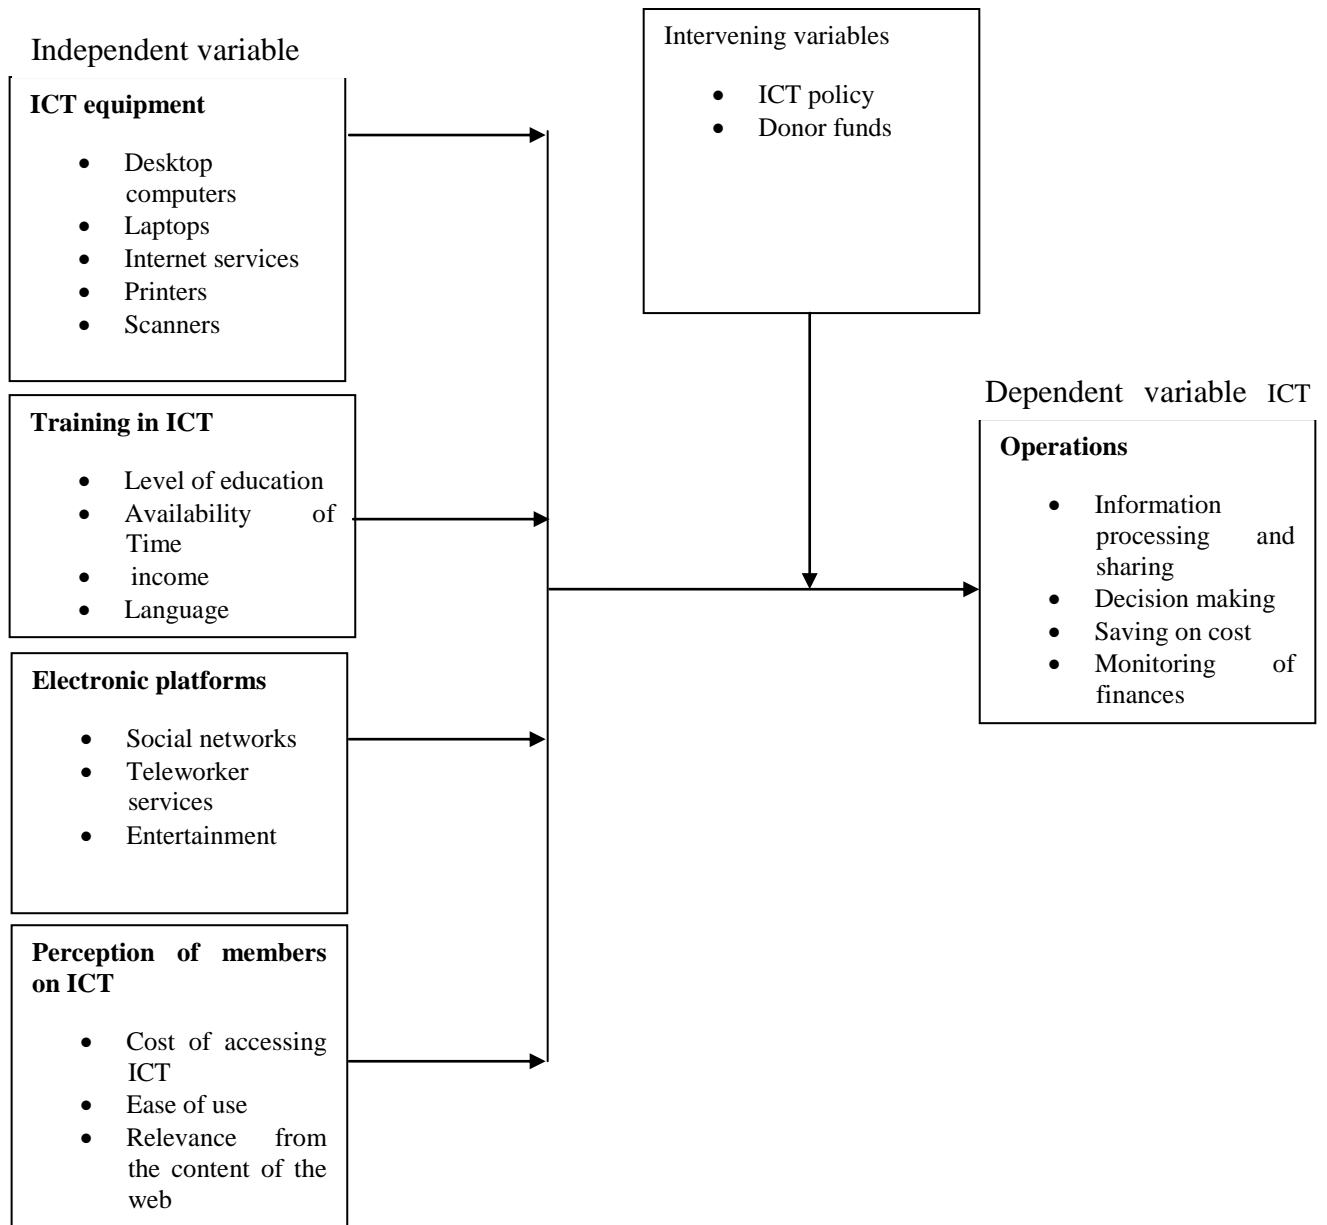 Independent variable
ICT equipment
• Desktop
computers
• Laptops
• Internet services
• Printers
• Scanners
Training in ICT
• Level of education
• Availability of
Time
• income
• Language
Electronic platforms
• Social networks
• Teleworker
services
• Entertainment
Perception of members
on ICT
• Cost of accessing
ICT
• Ease of use
• Relevance from
the content of the
web
Intervening variables
• ICT policy
• Donor funds
Dependent variable ICT
Operations
• Information
processing and
sharing
• Decision making
• Saving on cost
• Monitoring of
finances